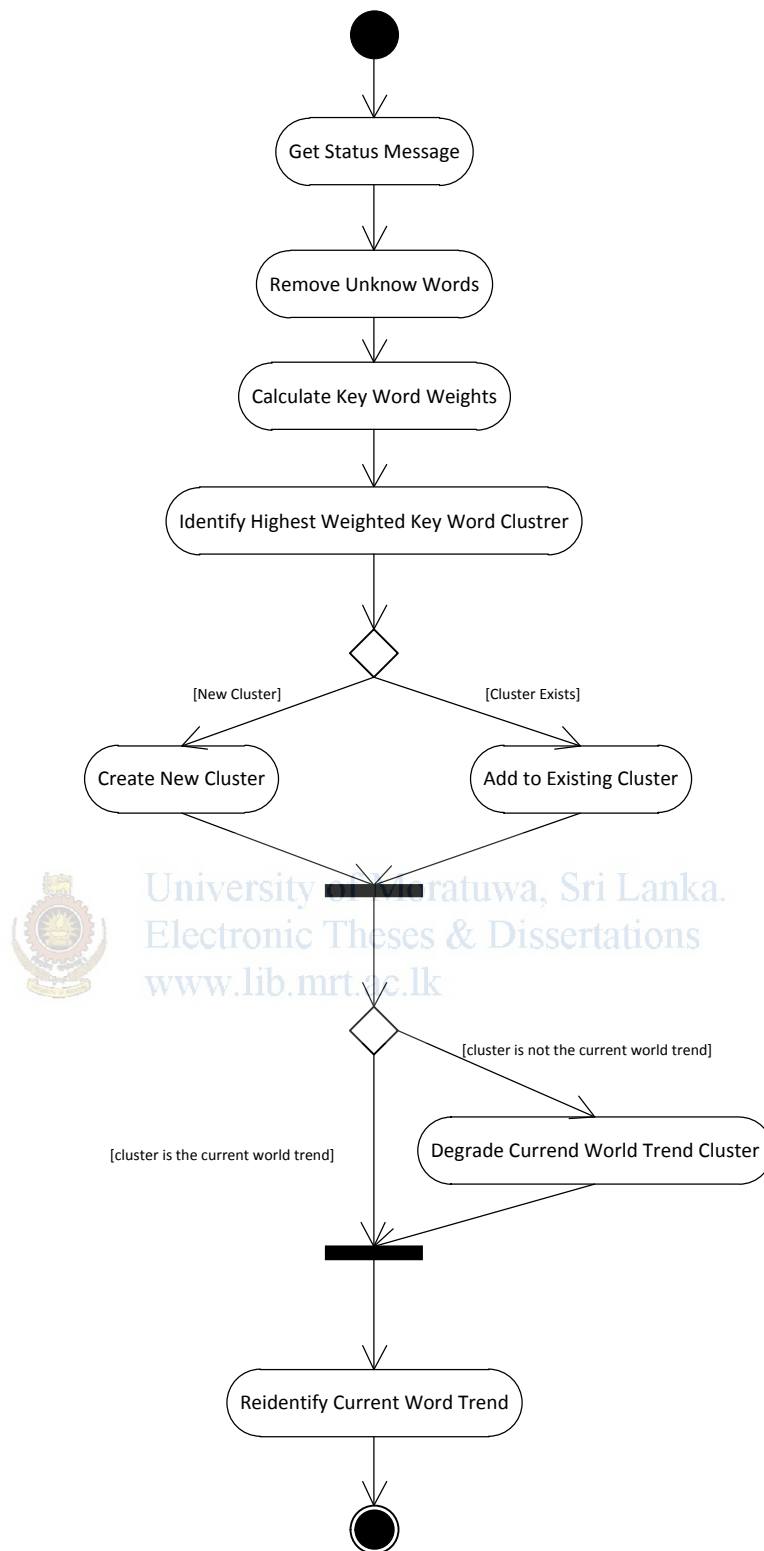 Get Status Message
Remove Unknow Words
Calculate Key Word Weights
Identify Highest Weighted Key Word Clustrer
[New Cluster]
[Cluster Exists]
Create New Cluster
Add to Existing Cluster
University of Moratuwa, Sri Lanka.
Electronic Theses & Dissertations
www.lib.mrt.ac.lk
[cluster is not the current world trend]
[cluster is the current world trend]
Degrade Currend World Trend Cluster
Reidentify Current Word Trend